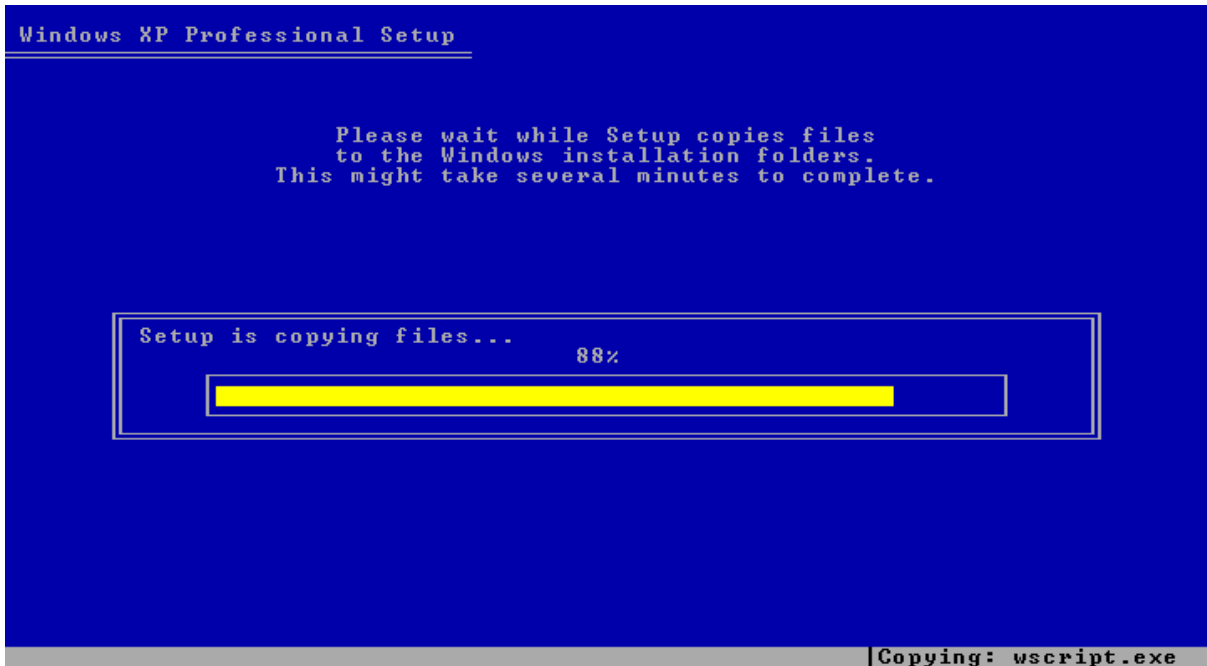 Windows XP Professional Setup
Please wait while Setup copies files
to the Windows installation folders.
This might take several minutes to complete.
Setup is copying files...
88%
Copying: wscript.exe